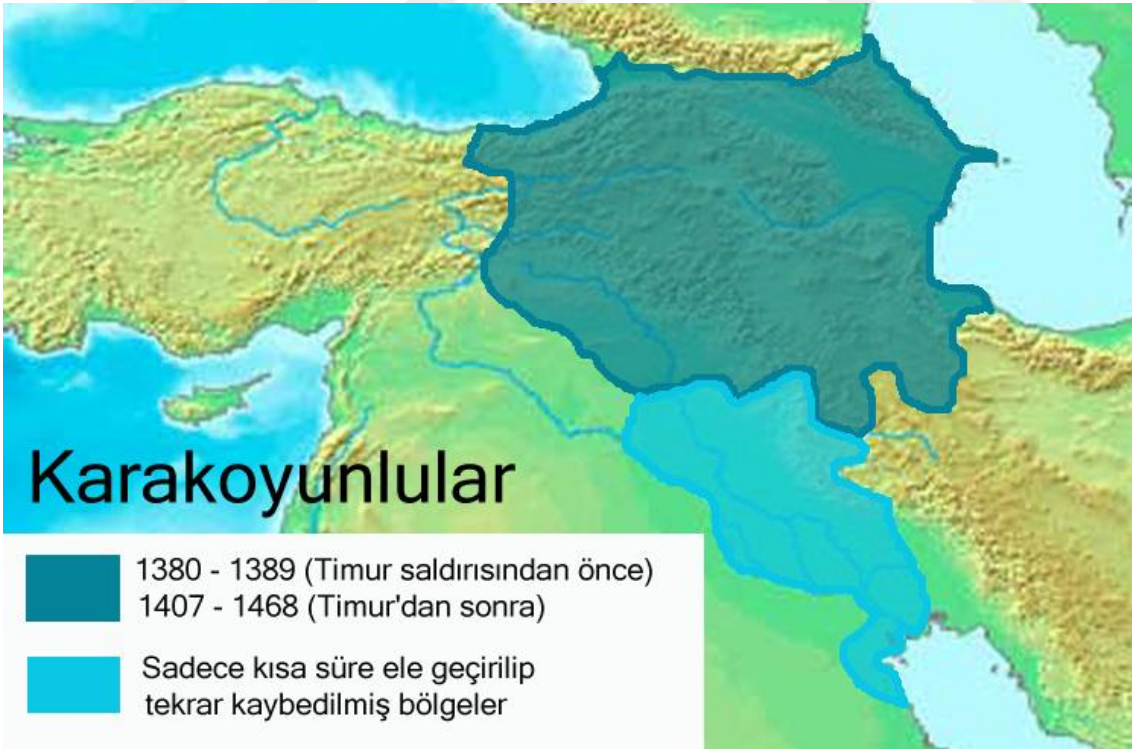 Karakoyunlular
1380 - 1389 (Timur saldırısından önce)
1407 - 1468 (Timur'dan sonra)
Sadece kısa süre ele geçirilip
tekrar kaybedilmiş bölgeler